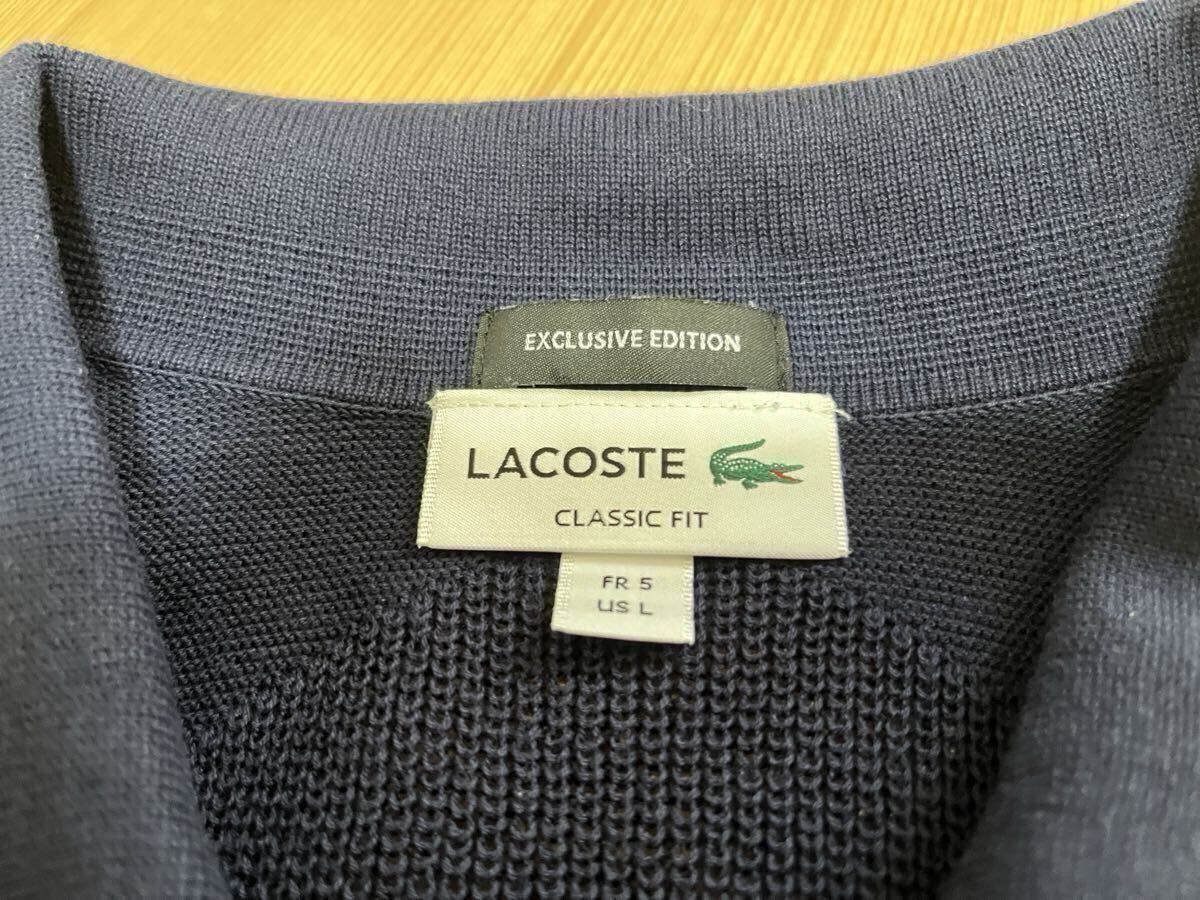 EXCLUSIVE EDITION
LACOSTE
CLASSIC FIT
FR 5
US L